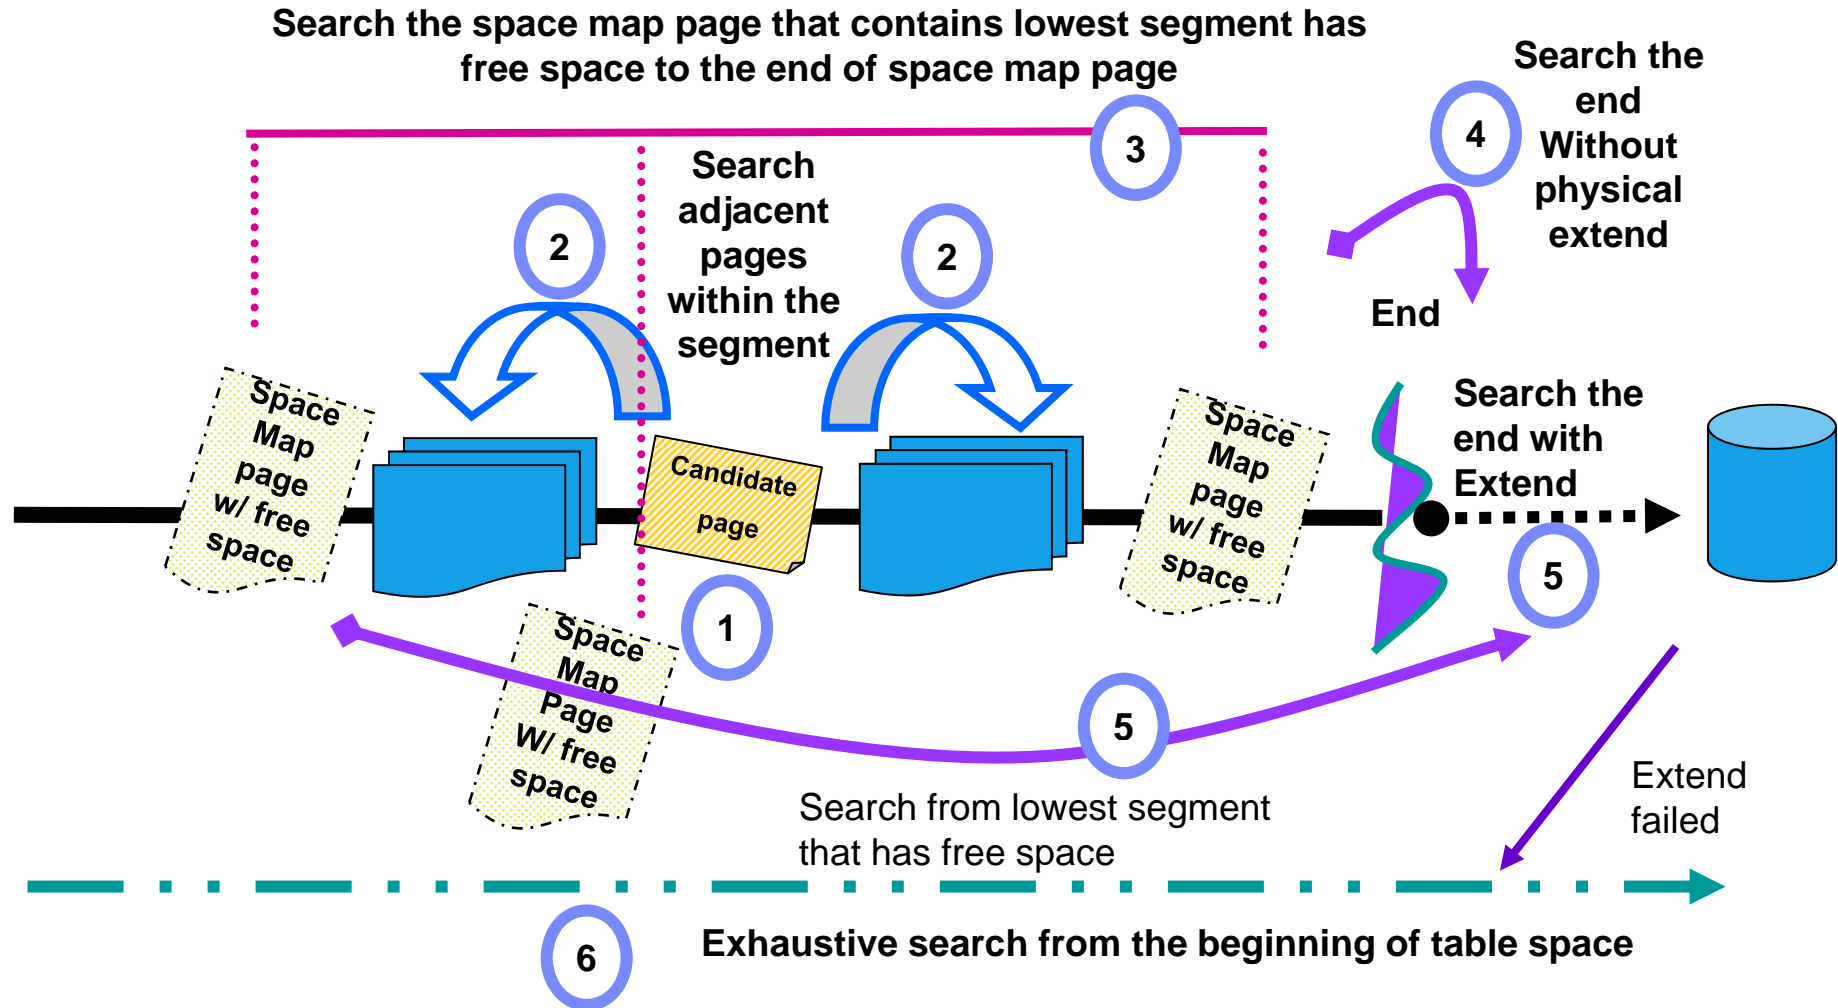 Search the space map page that contains lowest segment has
free space to the end of space map page
3
4
Search the
end
Without
physical
extend
2
Search
adjacent
pages
within the
segment
2
End
Space
Map
page
w/ free
space
Candidate
page
Space
Map
page
w/ free
space
Search the
end with
Extend
5
1
Space
Map
Page
W/ free
space
5
Search from lowest segment
that has free space
Extend
failed
6
Exhaustive search from the beginning of table space